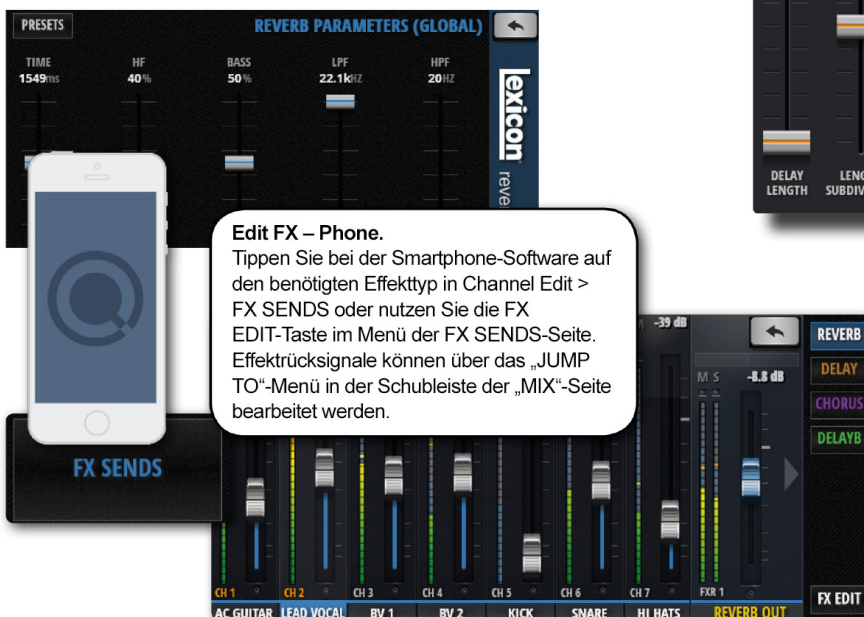 PRESETS
REVERB PARAMETERS (GLOBAL)
TIME HF BASS LPF HPF
1549ms 40% 50% 22.1kHZ 20HZ
lexicon
DELAY LENGTH
Edit FX – Phone.
Tippen Sie bei der Smartphone-Software auf
den benötigten Effekttyp in Channel Edit >
FX SENDS oder nutzen Sie die FX
EDIT-Taste im Menü der FX SENDS-Seite.
Effektrücksignale können über das „JUMP
TO“-Menü in der Schubleiste der „MIX“-Seite
bearbeitet werden.
FX SENDS
-39 dB
M S -8.8 dB
REVERB
DELAY
CHORUS
DELAYB
FX EDIT
CH 1 CH 2 CH 3 CH 4 CH 5 CH 6 CH 7 FXR 1
AC GUITAR LEAD VOCAL BV 1 BV 2 KICK SNARE HI HATS REVERB OUT